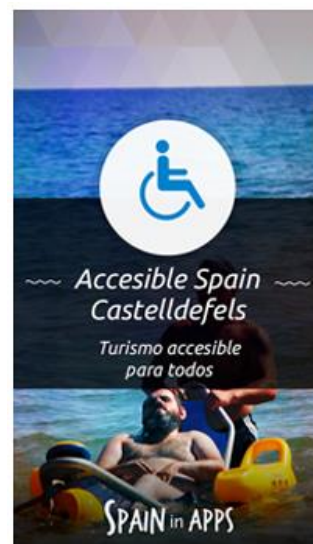 Accesible Spain
Castelldefels
Turismo accesible
para todos
SPAIN in APPS